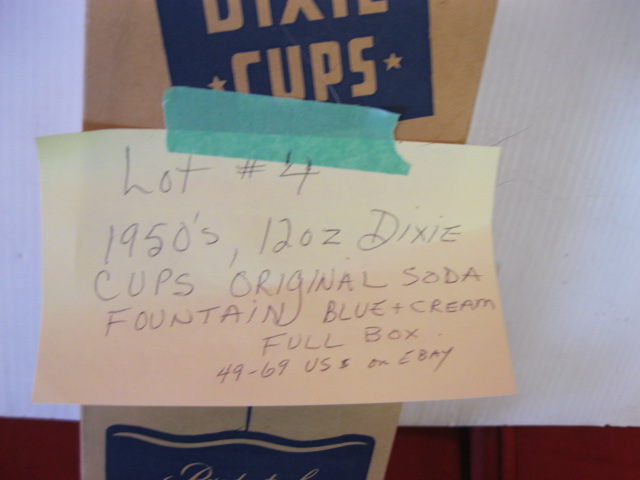 DIXIE
CUPS
Lot #4
1950's, 12oz DIXIE
CUPS ORIGINAL SODA
FOUNTAIN BLUE + CREAM
FULL BOX.
49-69 US $ on EBAY